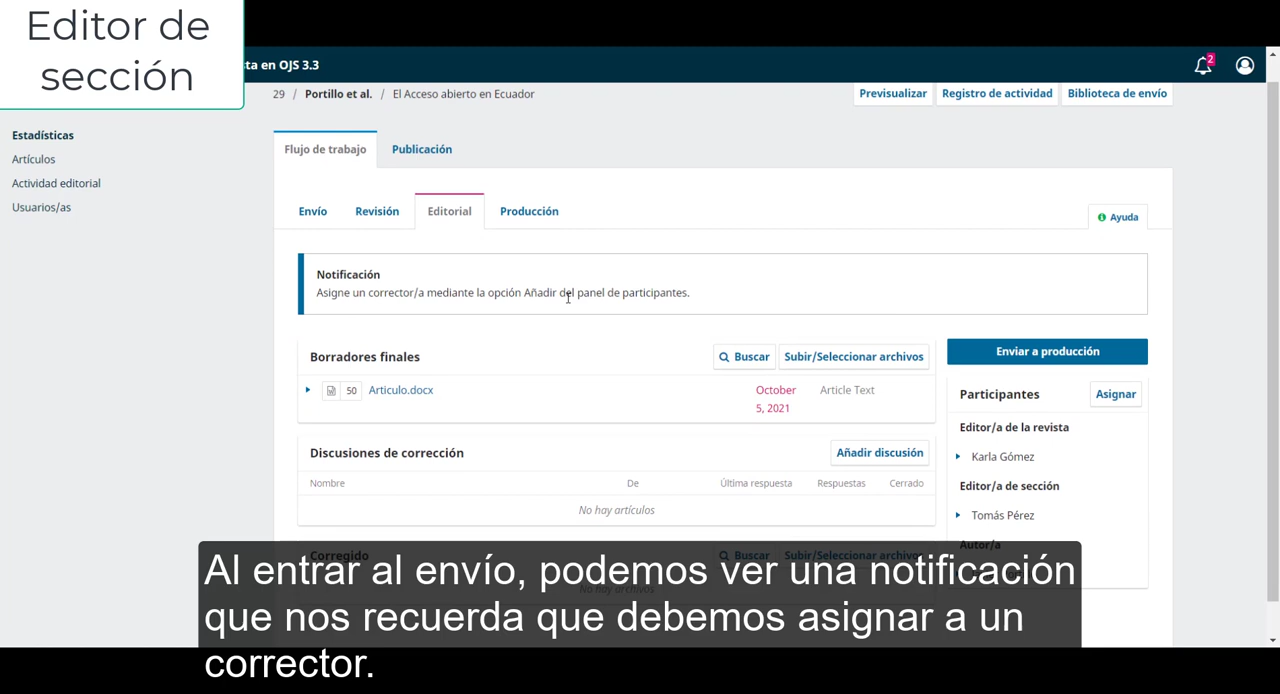 Editor de
sección
ta en OJS 3.3
2
29 / Portillo et al. / El Acceso abierto en Ecuador
Previsualizar
Registro de actividad
Biblioteca de envío
Estadísticas
Artículos
Actividad editorial
Usuarios/as
Flujo de trabajo
Publicación
Envío
Revisión
Editorial
Producción
Ayuda
Notificación
Asigne un corrector/a mediante la opción Añadir del panel de participantes.
Borradores finales
Buscar
Subir/Seleccionar archivos
50 Articulo.docx
October
5, 2021
Article Text
Discusiones de corrección
Añadir discusión
Nombre
De
Última respuesta
Respuestas
Cerrado
No hay artículos
Corregido
Buscar
Subir/Seleccionar archivos
No hay archivos
Enviar a producción
Participantes
Asignar
Editor/a de la revista
Karla Gómez
Editor/a de sección
Tomás Pérez
Autor/a
Al entrar al envío, podemos ver una notificación
que nos recuerda que debemos asignar a un
corrector.